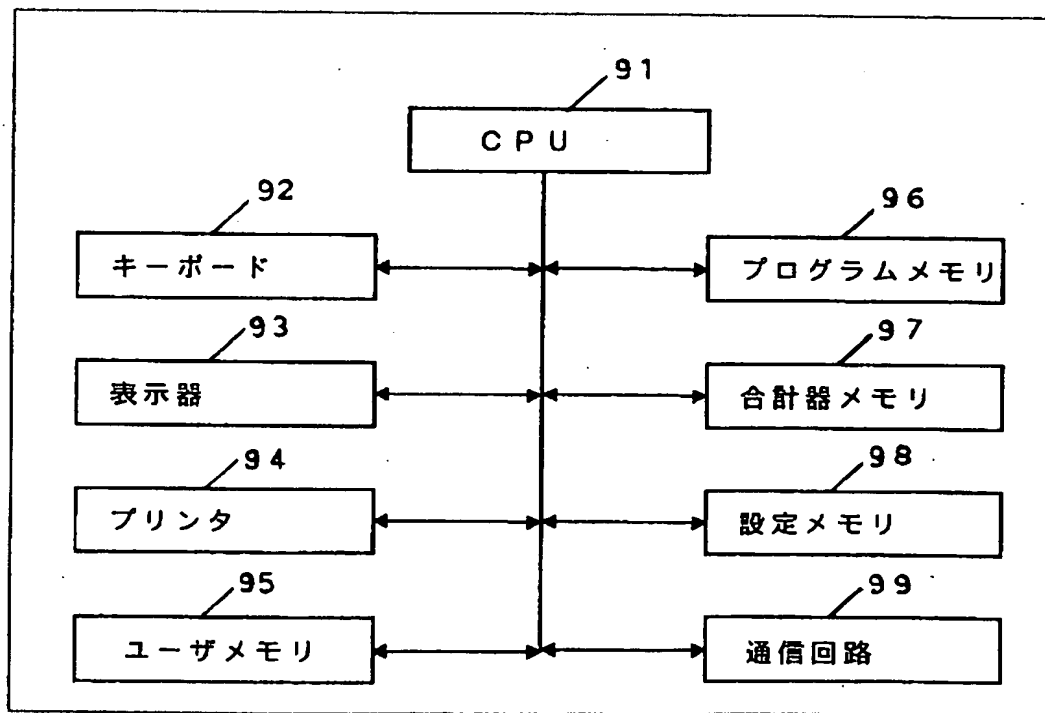 91
CPU
92
キーボード
96
プログラムメモリ
93
表示器
97
合計器メモリ
94
プリンタ
98
設定メモリ
95
ユーザメモリ
99
通信回路